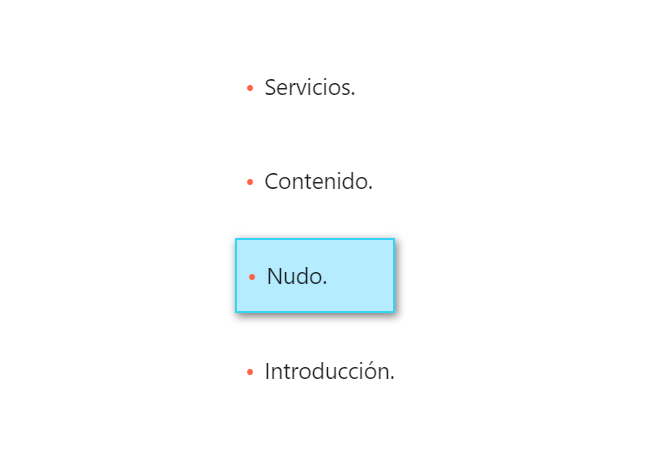 • Servicios.
• Contenido.
• Nudo.
• Introducción.